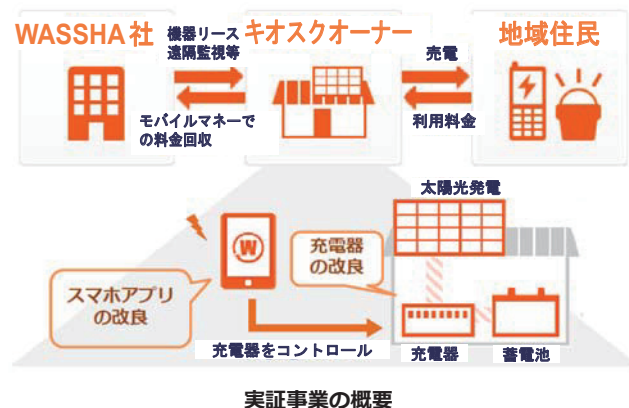 WASSHA社
機器リース
遠隔監視等
キオスクオーナー
売電
地域住民
モバイルマネーで
の料金回収
利用料金
太陽光発電
W
充電器
の改良
スマホアプリ
の改良
充電器をコントロール
充電器
蓄電池
実証事業の概要